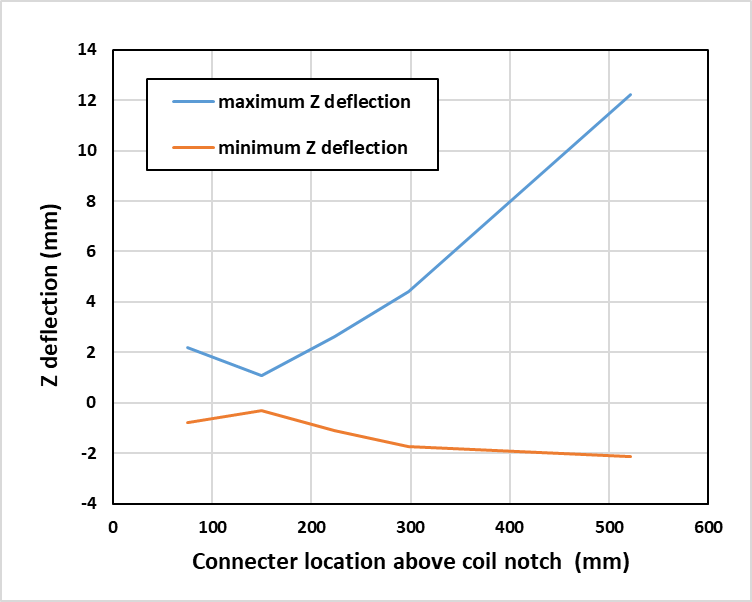 14
12
10
8
6
4
2
0
-2
-4
maximum Z deflection
minimum Z deflection
Z deflection (mm)
0 100 200 300 400 500 600
Connecter location above coil notch (mm)